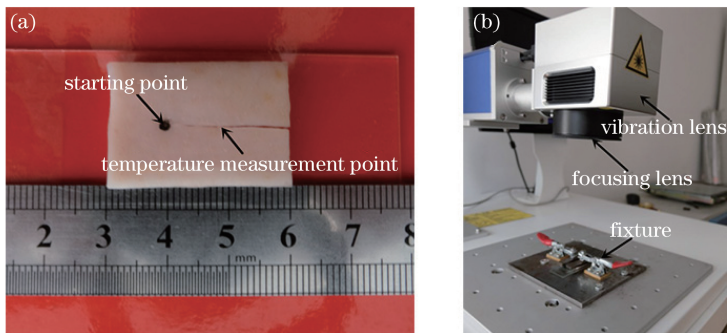 (a)
starting point
temperature measurement point
2 3 4 5 6 7 8
mm
(b)
vibration lens
focusing lens
fixture